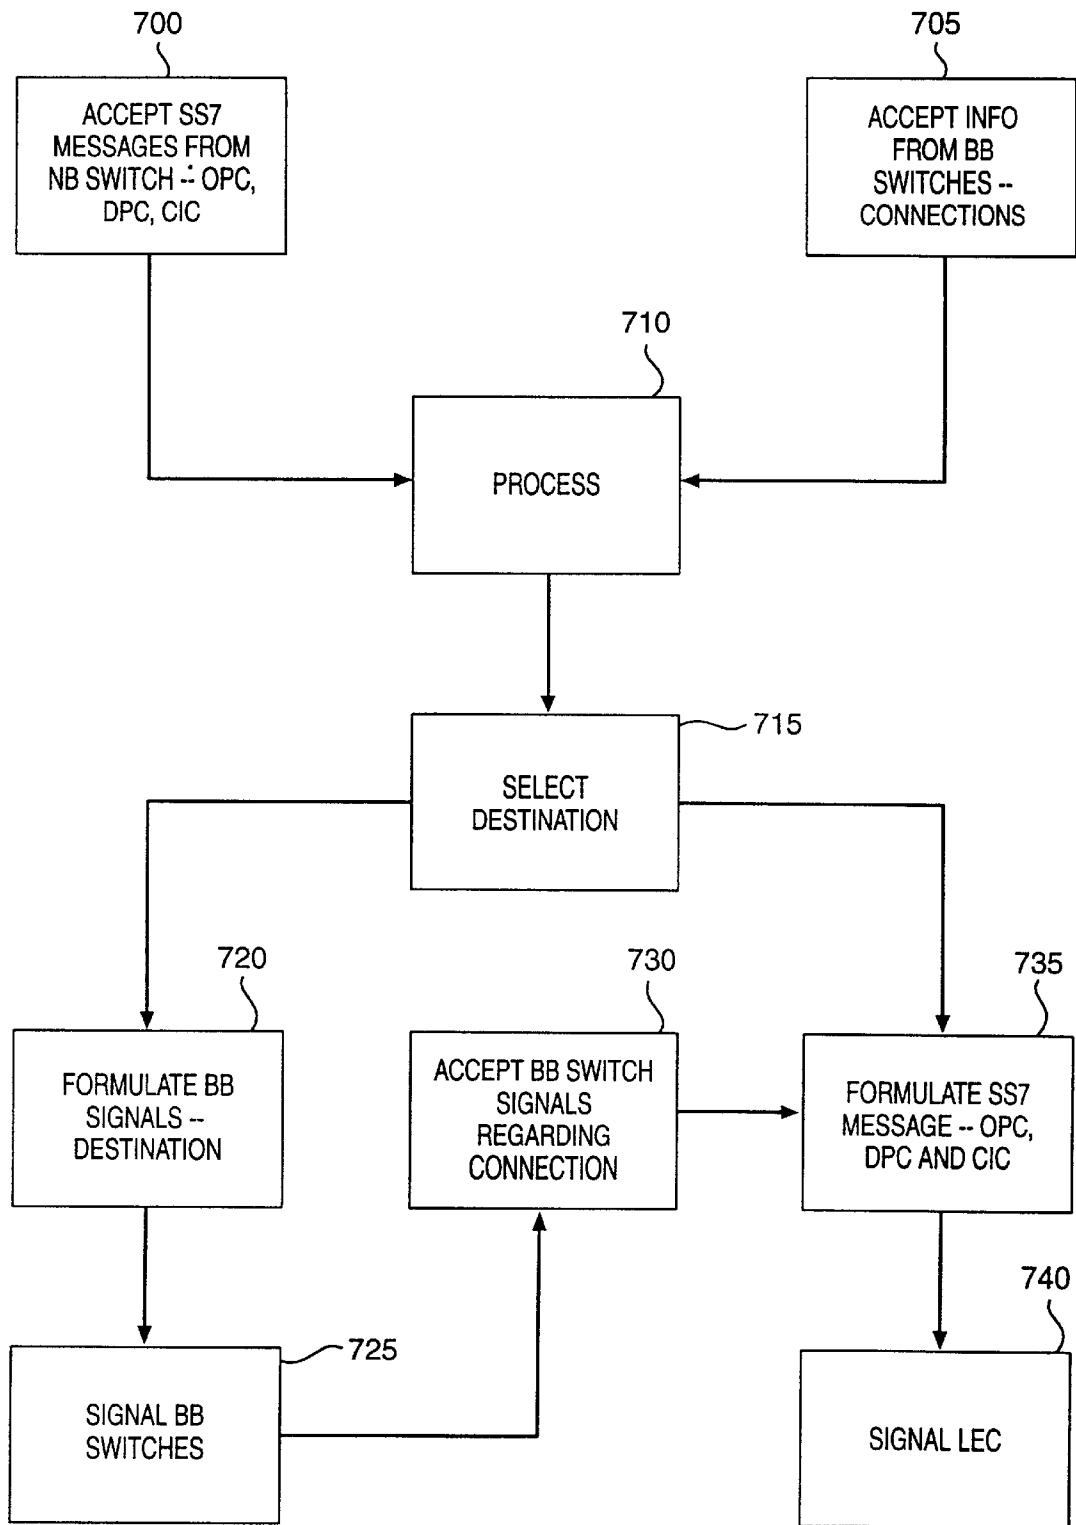 700
705
ACCEPT SS7
MESSAGES FROM
NB SWITCH -- OPC,
DPC, CIC
ACCEPT INFO
FROM BB
SWITCHES --
CONNECTIONS
710
PROCESS
715
SELECT
DESTINATION
720
730
735
FORMULATE BB
SIGNALS --
DESTINATION
ACCEPT BB SWITCH
SIGNALS
REGARDING
CONNECTION
FORMULATE SS7
MESSAGE -- OPC,
DPC AND CIC
725
740
SIGNAL BB
SWITCHES
SIGNAL LEC